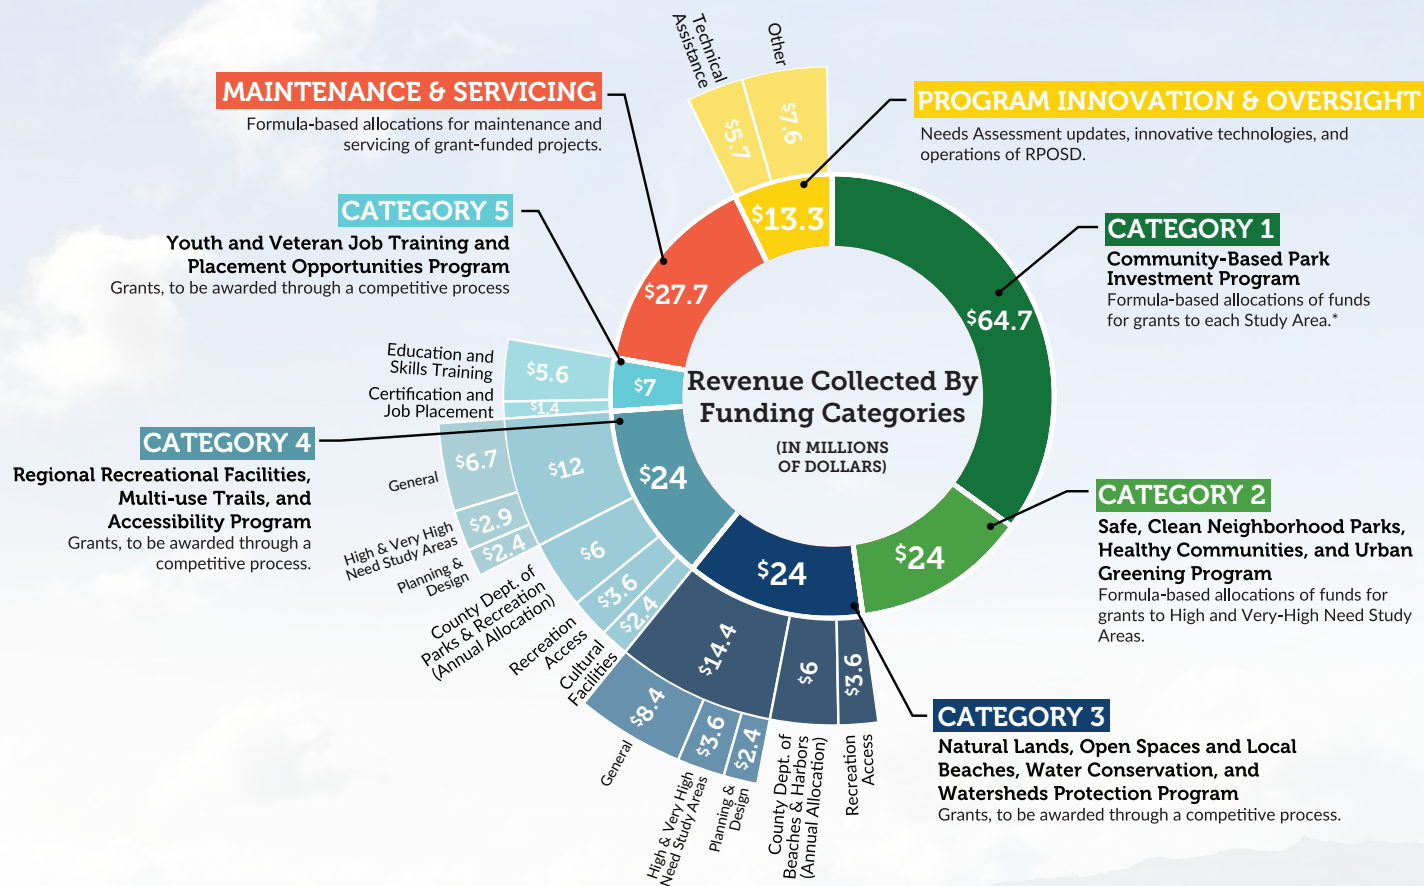 Technical
Assistance
Other
$5.7
$7.6
MAINTENANCE & SERVICING
Formula-based allocations for maintenance and
servicing of grant-funded projects.
PROGRAM INNOVATION & OVERSIGHT
Needs Assessment updates, innovative technologies, and
operations of RPOSD.
$13.3
CATEGORY 5
Youth and Veteran Job Training and
Placement Opportunities Program
Grants, to be awarded through a competitive process
$27.7
CATEGORY 1
Community-Based Park
Investment Program
Formula-based allocations of funds
for grants to each Study Area.*
$64.7
Education and
Skills Training
$5.6
Certification and
Job Placement
$1.4
$7
Revenue Collected By
Funding Categories
(IN MILLIONS
OF DOLLARS)
CATEGORY 4
Regional Recreational Facilities,
Multi-use Trails, and
Accessibility Program
Grants, to be awarded through a
competitive process.
$24
$12
$6.7
General
$2.9
High & Very High
Need Study Areas
$2.4
Planning &
Design
$6
County Dept. of
Parks & Recreation
(Annual Allocation)
$3.6
Recreation
Access
$2.4
Cultural
Facilities
CATEGORY 2
Safe, Clean Neighborhood Parks,
Healthy Communities, and Urban
Greening Program
Formula-based allocations of funds for
grants to High and Very-High Need Study
Areas.
$24
$24
$14.4
$6
$3.6
$8.4
$3.6
$2.4
General
High & Very High
Need Study Areas
Planning &
Design
County Dept. of
Beaches & Harbors
(Annual Allocation)
Recreation
Access
CATEGORY 3
Natural Lands, Open Spaces and Local
Beaches, Water Conservation, and
Watersheds Protection Program
Grants, to be awarded through a competitive process.